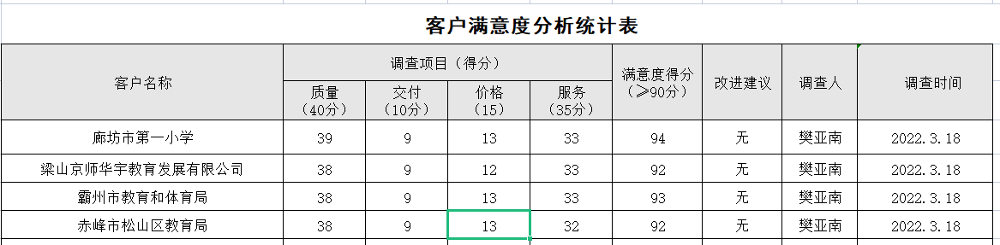 客户满意度分析统计表
客户名称 调查项目（得分） 满意度得分（≥90分） 改进建议 调查人 调查时间
质量（40分） 交付（10分） 价格（15） 服务（35分）
廊坊市第一小学 39 9 13 33 94 无 樊亚南 2022.3.18
梁山京师华宇教育发展有限公司 38 9 12 33 92 无 樊亚南 2022.3.18
霸州市教育和体育局 38 9 13 33 93 无 樊亚南 2022.3.18
赤峰市松山区教育局 38 9 13 32 92 无 樊亚南 2022.3.18